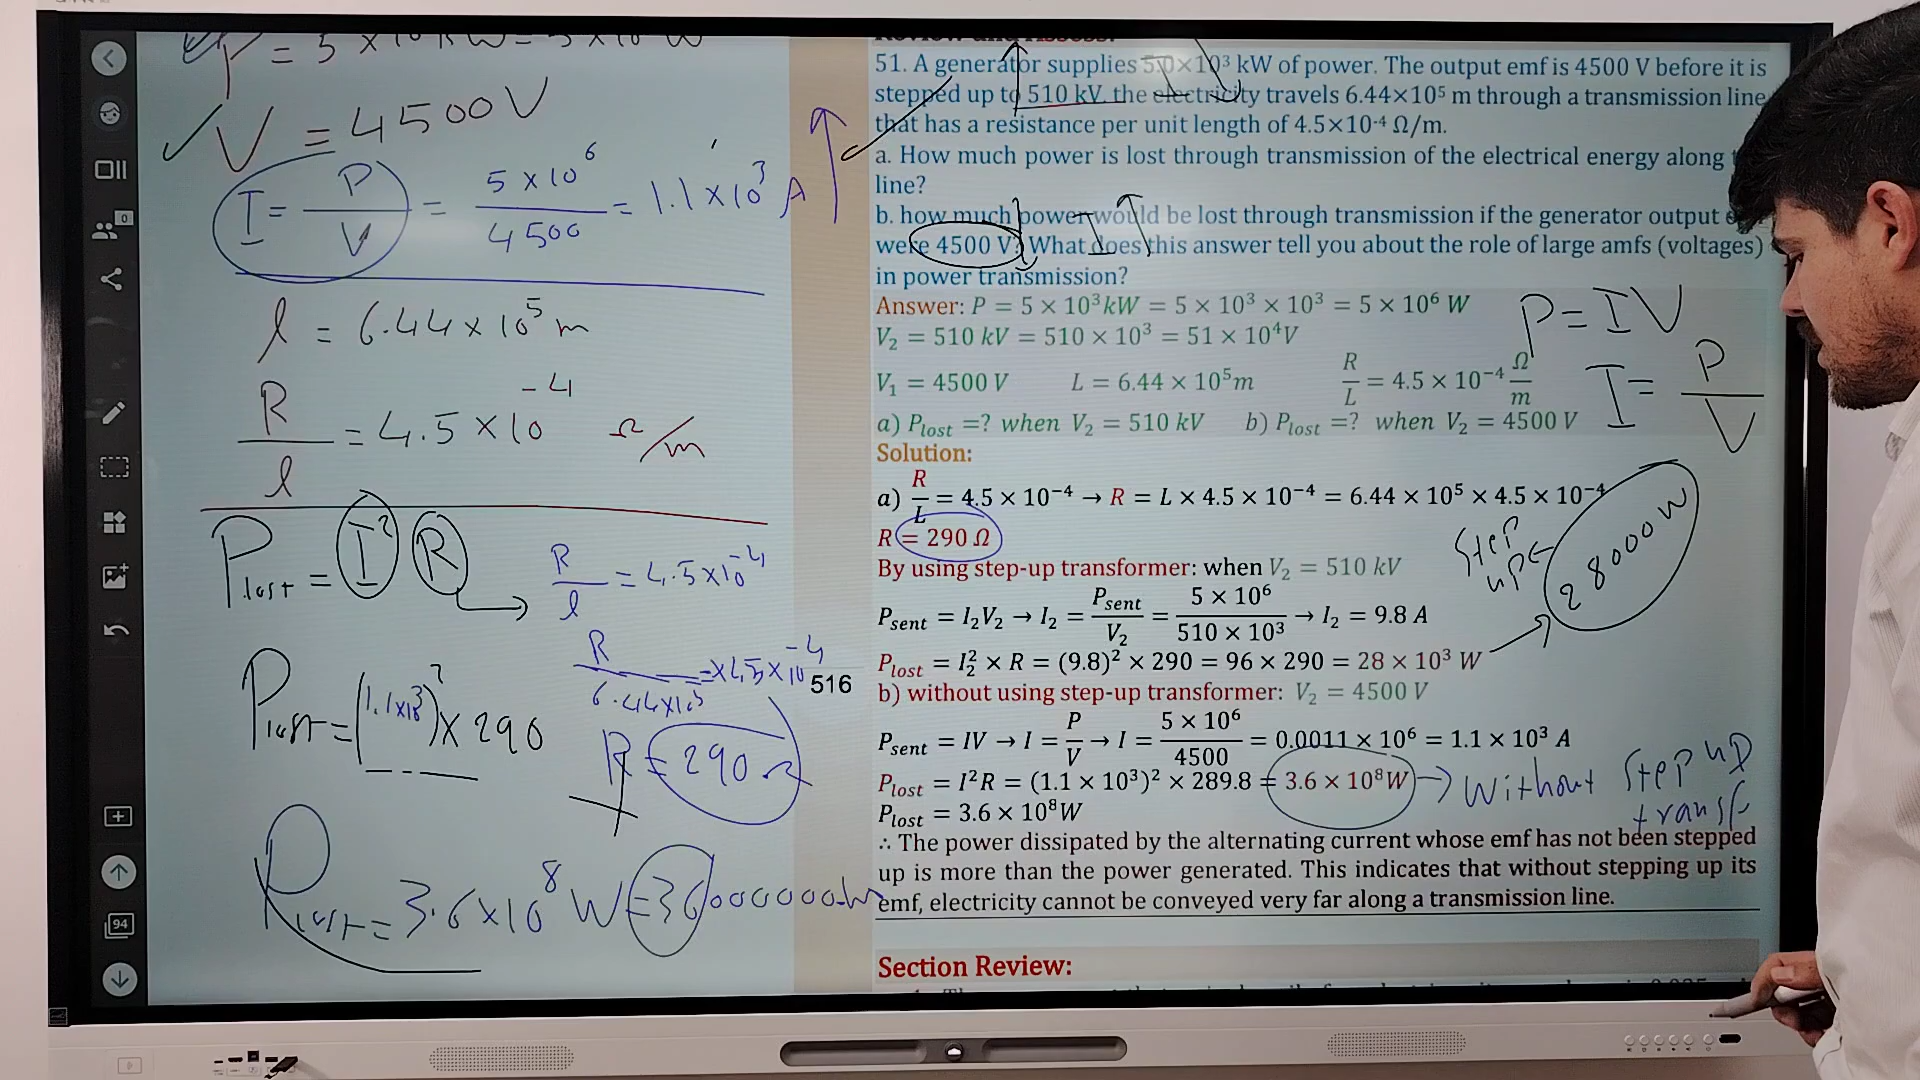 V = 4500 V
I = P/V = 5 × 10⁶ / 4500 = 1.1 × 10³ A
l = 6.44 × 10⁵ m
R/l = 4.5 × 10⁻⁴ Ω/m
P_lost = I² R
R/l = 4.5 × 10⁻⁴
P_lost = (1.1×10³)² × 290
516
R = 290 Ω
P_lost = 3.6 × 10⁸ W
51. A generator supplies 5.0×10³ kW of power. The output emf is 4500 V before it is
stepped up to 510 kV. the electricity travels 6.44×10⁵ m through a transmission line
that has a resistance per unit length of 4.5×10⁻⁴ Ω/m.
a. How much power is lost through transmission of the electrical energy along
line?
b. how much power would be lost through transmission if the generator output
were 4500 V? What does this answer tell you about the role of large amfs (voltages)
in power transmission?
Answer: P = 5 × 10³kW = 5 × 10³ × 10³ = 5 × 10⁶ W
V₂ = 510 kV = 510 × 10³ = 51 × 10⁴V
V₁ = 4500 V L = 6.44 × 10⁵m R/L = 4.5 × 10⁻⁴ Ω/m
a) P_lost =? when V₂ = 510 kV b) P_lost =? when V₂ = 4500 V
P = IV
I = P/V
Solution:
a) R/L = 4.5 × 10⁻⁴ → R = L × 4.5 × 10⁻⁴ = 6.44 × 10⁵ × 4.5 × 10⁻⁴
R = 290 Ω
By using step-up transformer: when V₂ = 510 kV
P_sent = I₂V₂ → I₂ = P_sent/V₂ = 5 × 10⁶ / 510 × 10³ → I₂ = 9.8 A
P_lost = I₂² × R = (9.8)² × 290 = 96 × 290 = 28 × 10³ W
Step
up
28000 W
b) without using step-up transformer: V₂ = 4500 V
P_sent = IV → I = P/V → I = 5 × 10⁶ / 4500 = 0.0011 × 10⁶ = 1.1 × 10³ A
P_lost = I²R = (1.1 × 10³)² × 289.8 = 3.6 × 10⁸W
→ Without Step up
transf
P_lost = 3.6 × 10⁸W
∴ The power dissipated by the alternating current whose emf has not been stepped
up is more than the power generated. This indicates that without stepping up its
emf, electricity cannot be conveyed very far along a transmission line.
Section Review:
94
0